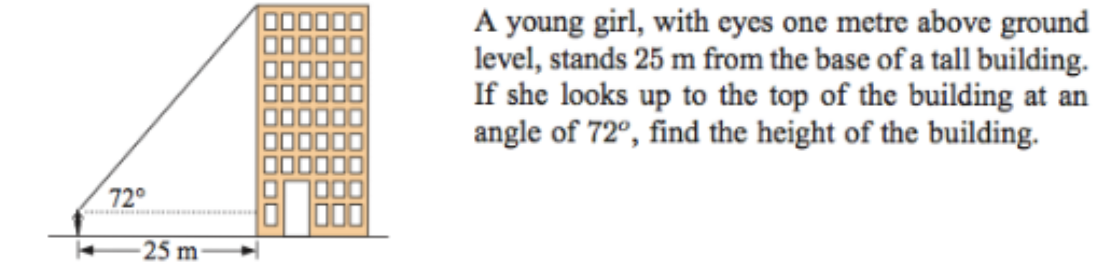 A young girl, with eyes one metre above ground
level, stands 25 m from the base of a tall building.
If she looks up to the top of the building at an
angle of 72º, find the height of the building.
72º
25 m